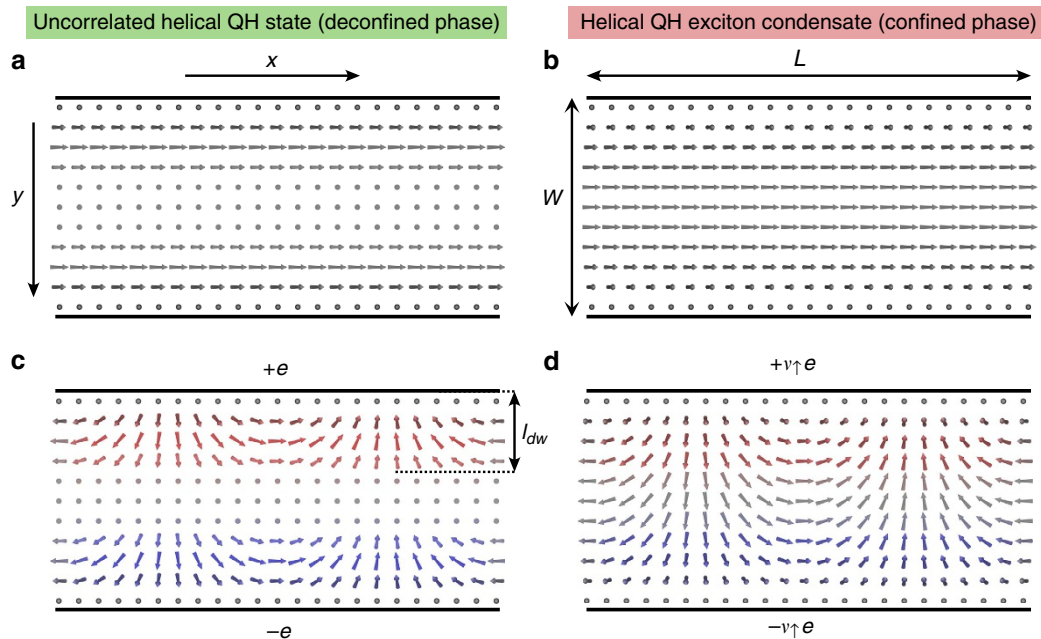 Uncorrelated helical QH state (deconfined phase)
Helical QH exciton condensate (confined phase)
a
x
b
L
y
W
c
+e
d
+ν↑e
l_dw
−e
−ν↑e